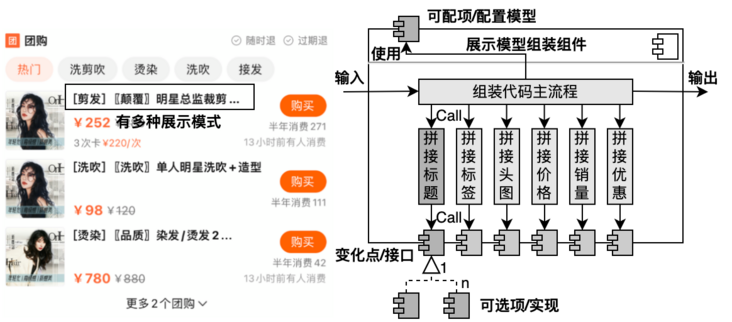 团 团购
随时退 过期退
热门 洗剪吹 烫染 洗吹 接发
[剪发]〖颠覆〗明星总监裁剪...
¥252 有多种展示模式
购买
半年消费271
3次卡 ¥220/次
13小时前有人消费
[洗吹]〖洗吹〗单人明星洗吹+造型
购买
¥98 ¥120
半年消费111
[烫染]〖品质〗染发/烫发2...
购买
半年消费42
¥780 ¥880
13小时前有人消费
更多2个团购
可配项/配置模型
展示模型组装组件
使用
输入
组装代码主流程
输出
Call
拼接标题
拼接标签
拼接头图
拼接价格
拼接销量
拼接优惠
Call
变化点/接口
1
n
可选项/实现